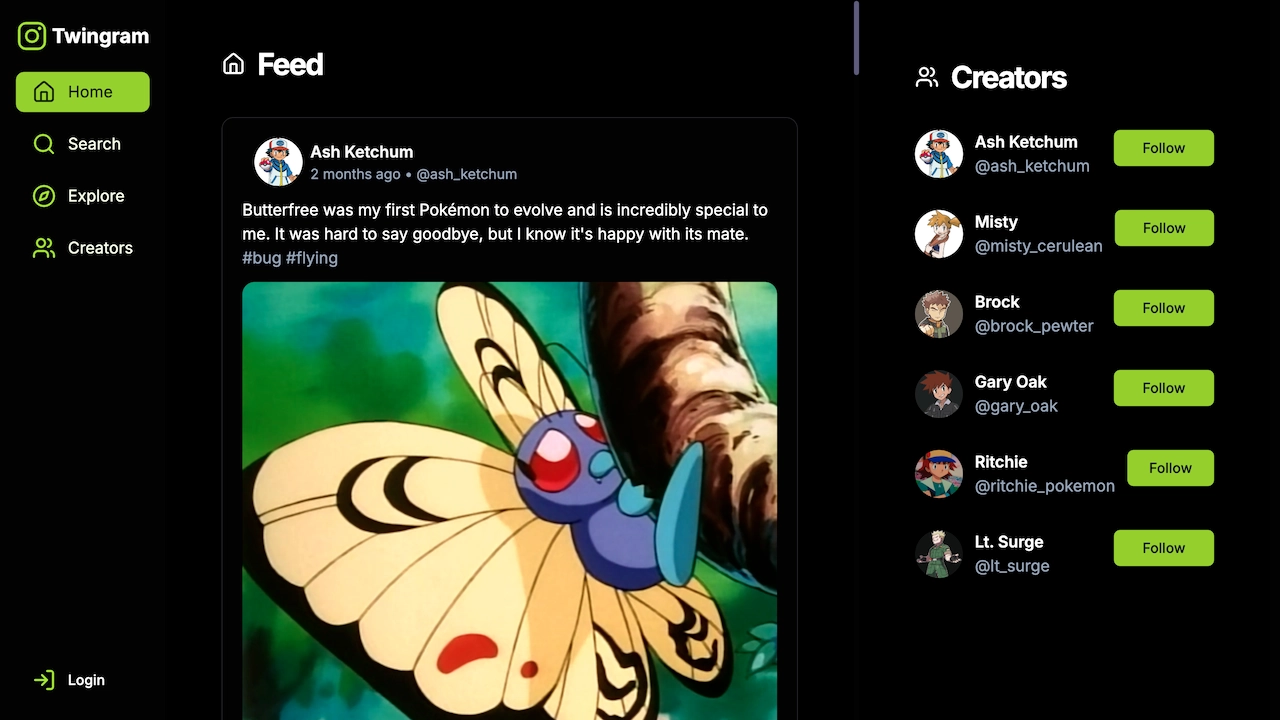 Twingram
Home
Search
Explore
Creators
Login
Feed
Ash Ketchum
2 months ago • @ash_ketchum
Butterfree was my first Pokémon to evolve and is incredibly special to
me. It was hard to say goodbye, but I know it's happy with its mate.
#bug #flying
Creators
Ash Ketchum
@ash_ketchum
Follow
Misty
@misty_cerulean
Follow
Brock
@brock_pewter
Follow
Gary Oak
@gary_oak
Follow
Ritchie
@ritchie_pokemon
Follow
Lt. Surge
@lt_surge
Follow